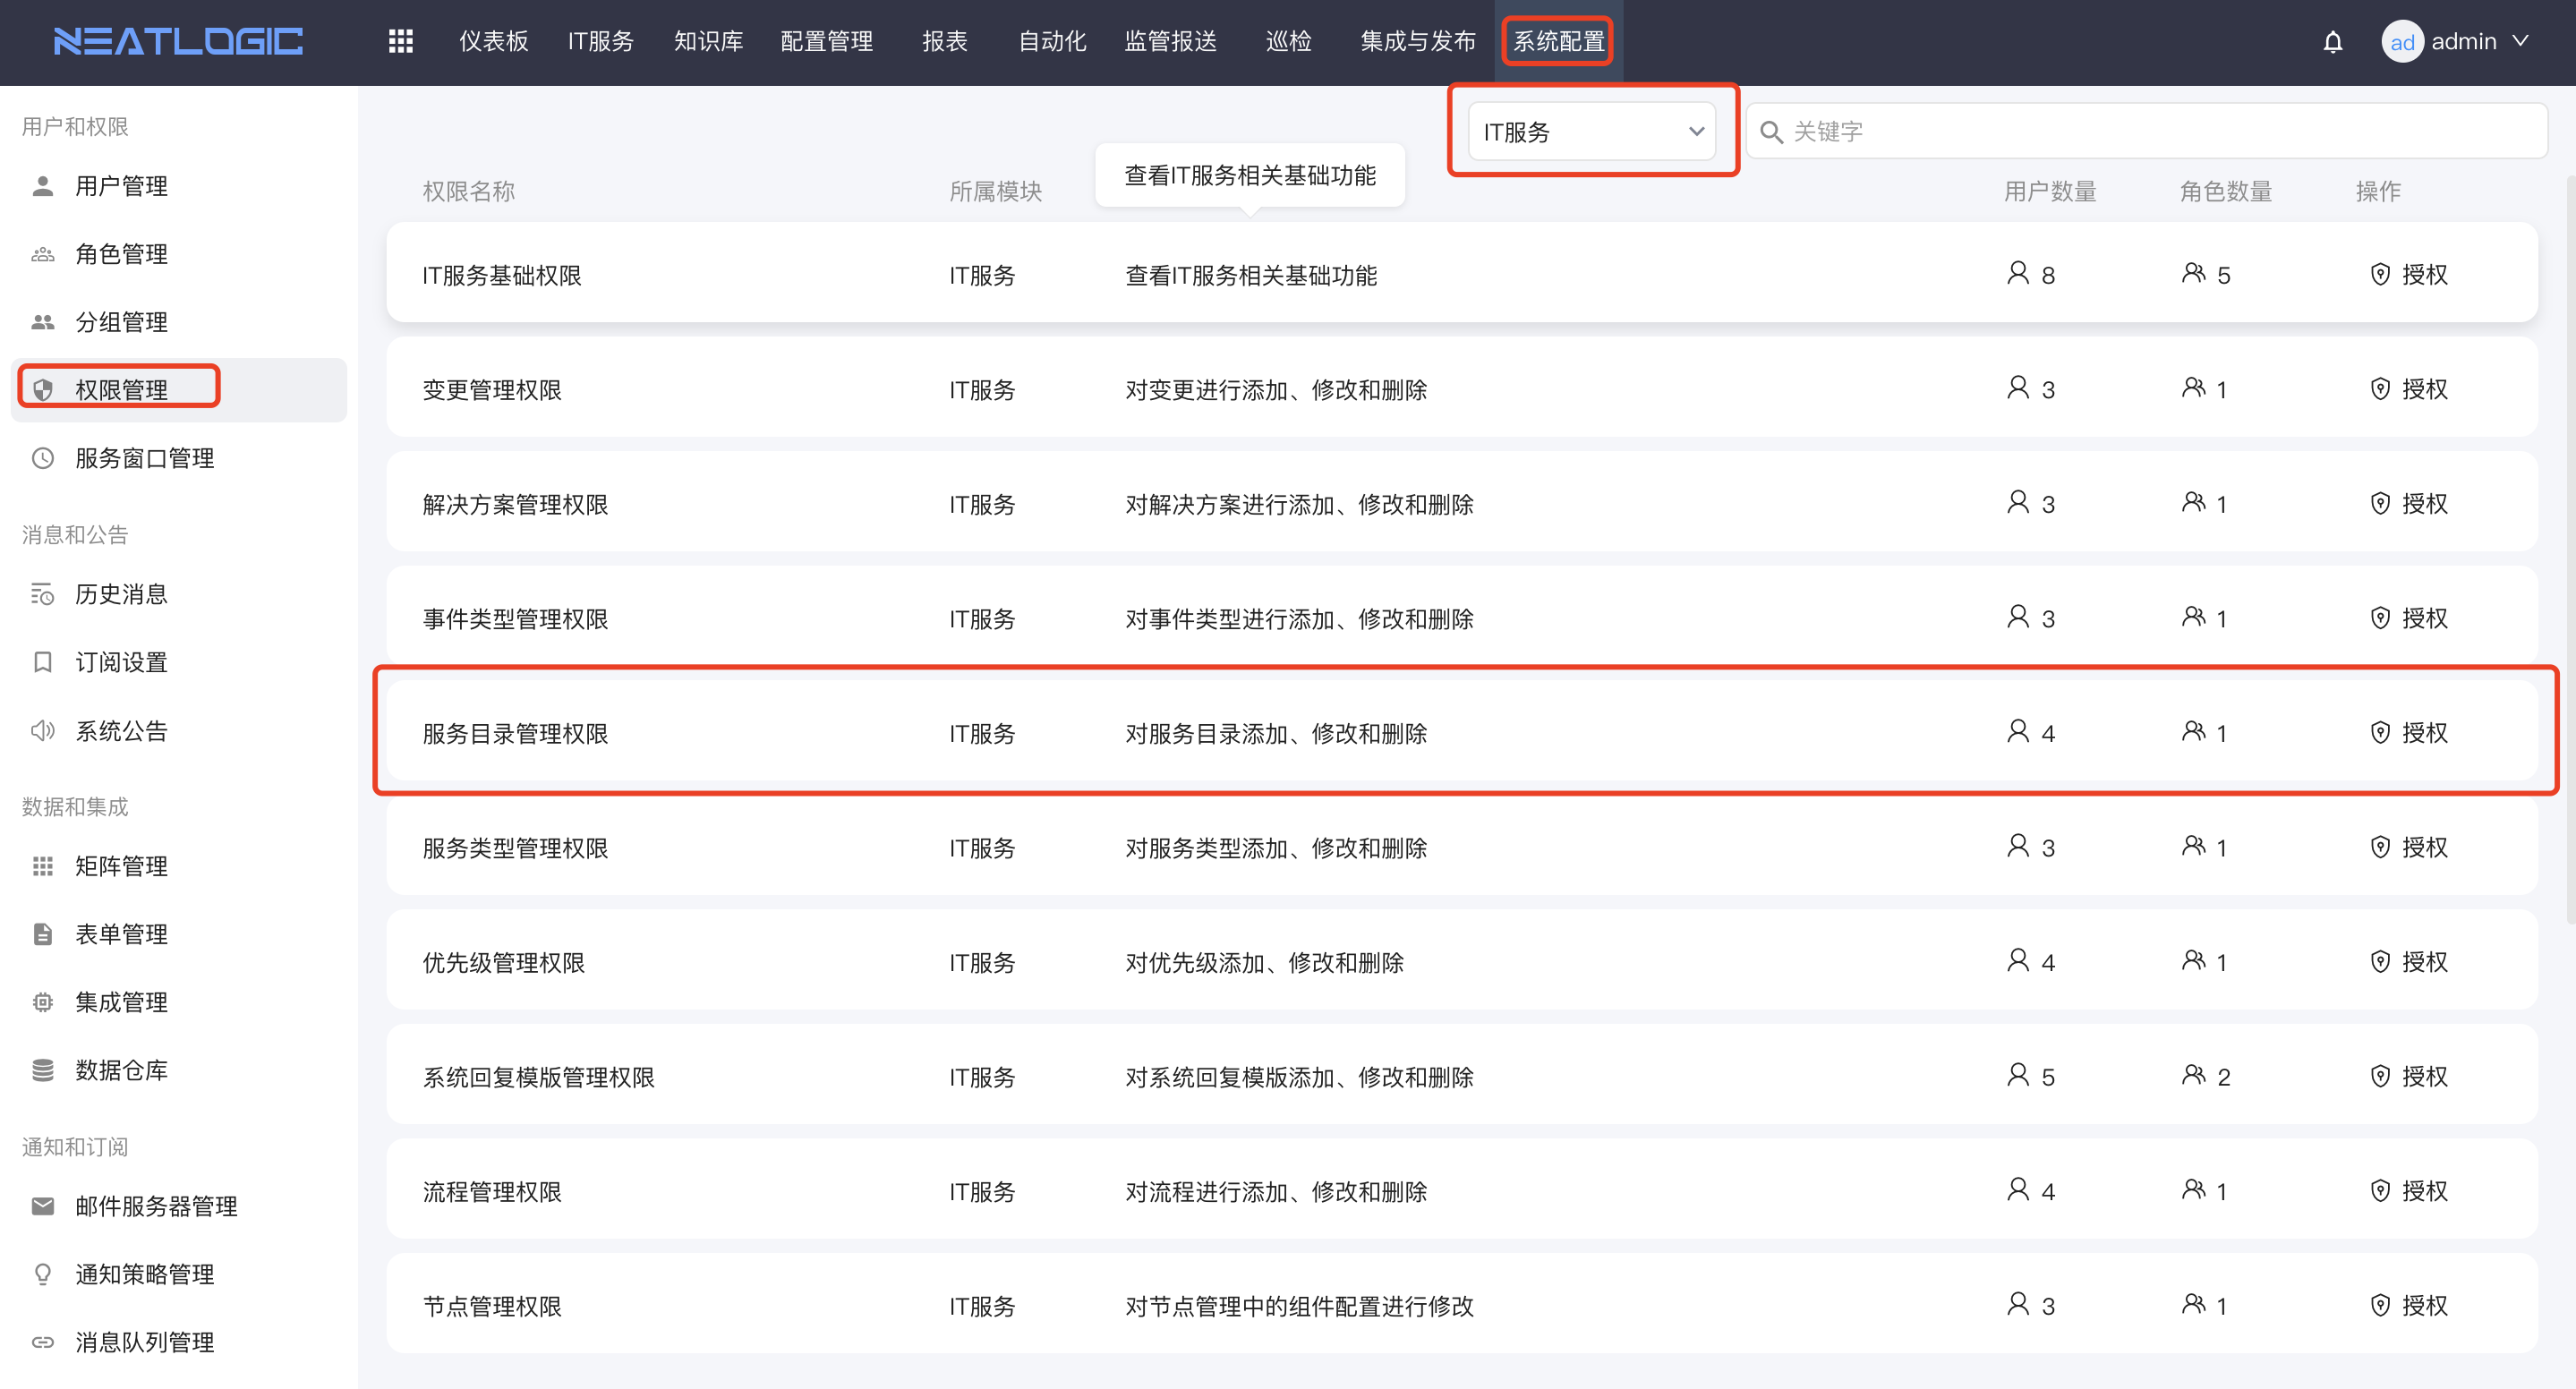 NEATLOGIC
仪表板 IT服务 知识库 配置管理 报表 自动化 监管报送 巡检 集成与发布 系统配置 ad admin
用户和权限
用户管理
角色管理
分组管理
权限管理
服务窗口管理
消息和公告
历史消息
订阅设置
系统公告
数据和集成
矩阵管理
表单管理
集成管理
数据仓库
通知和订阅
邮件服务器管理
通知策略管理
消息队列管理
IT服务 关键字
查看IT服务相关基础功能
权限名称 所属模块 用户数量 角色数量 操作
IT服务基础权限 IT服务 查看IT服务相关基础功能 8 5 授权
变更管理权限 IT服务 对变更进行添加、修改和删除 3 1 授权
解决方案管理权限 IT服务 对解决方案进行添加、修改和删除 3 1 授权
事件类型管理权限 IT服务 对事件类型进行添加、修改和删除 3 1 授权
服务目录管理权限 IT服务 对服务目录添加、修改和删除 4 1 授权
服务类型管理权限 IT服务 对服务类型添加、修改和删除 3 1 授权
优先级管理权限 IT服务 对优先级添加、修改和删除 4 1 授权
系统回复模版管理权限 IT服务 对系统回复模版添加、修改和删除 5 2 授权
流程管理权限 IT服务 对流程进行添加、修改和删除 4 1 授权
节点管理权限 IT服务 对节点管理中的组件配置进行修改 3 1 授权